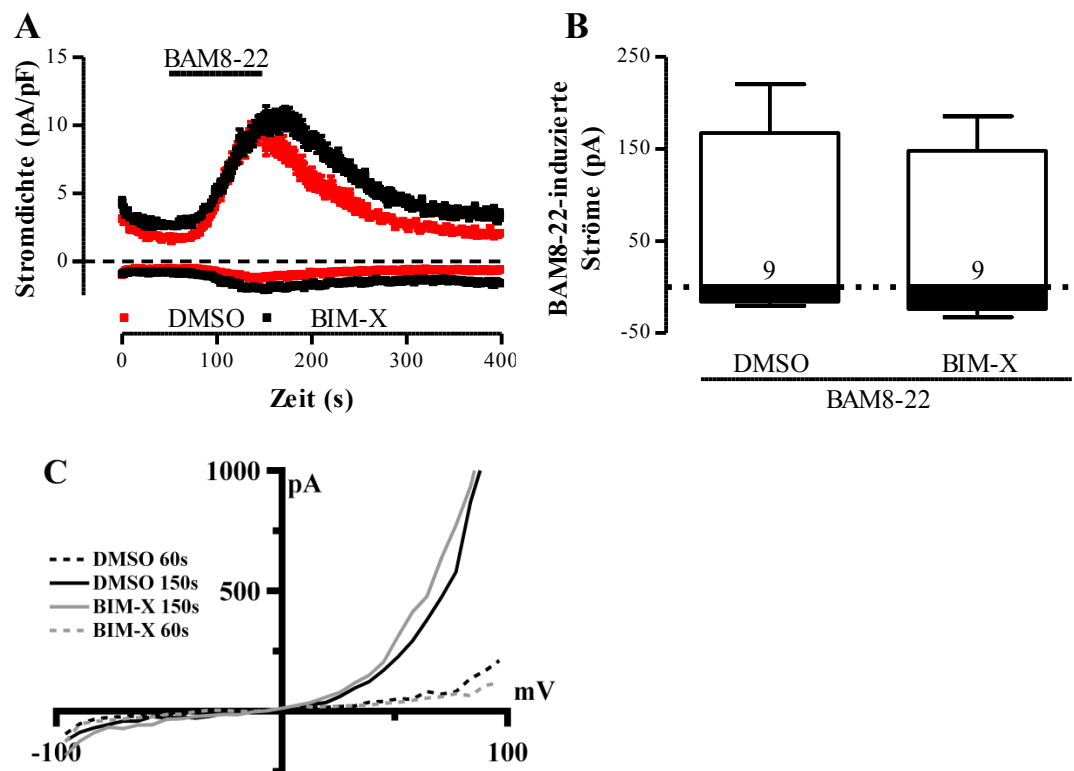 A
BAM8-22
Stromdichte (pA/pF)
15
10
5
0
DMSO BIM-X
0 100 200 300 400
Zeit (s)
B
BAM8-22-induzierte
Ströme (pA)
250
150
50
-50
9 9
DMSO BIM-X
BAM8-22
C
1000
pA
DMSO 60s
DMSO 150s
BIM-X 150s
BIM-X 60s
500
mV
-100 100